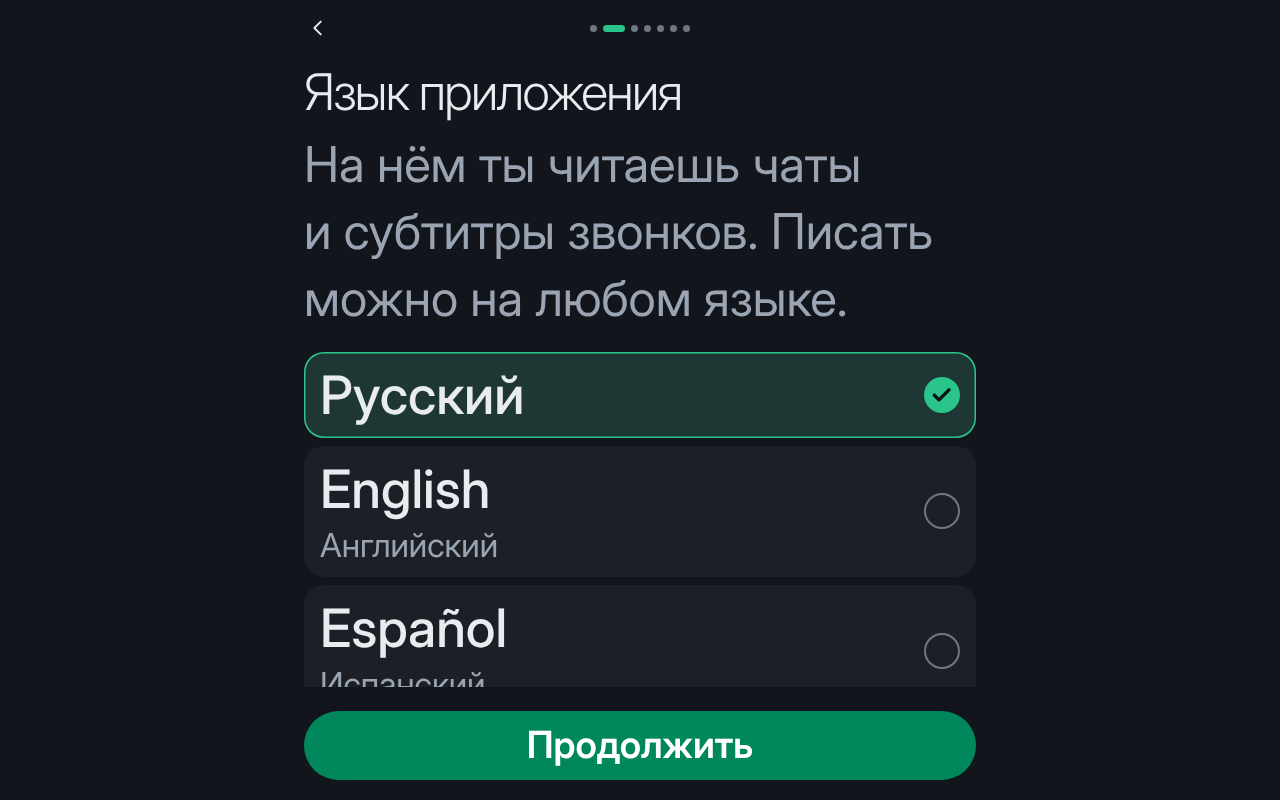 Язык приложения
На нём ты читаешь чаты
и субтитры звонков. Писать
можно на любом языке.
Русский
English
Английский
Español
Испанский
Продолжить